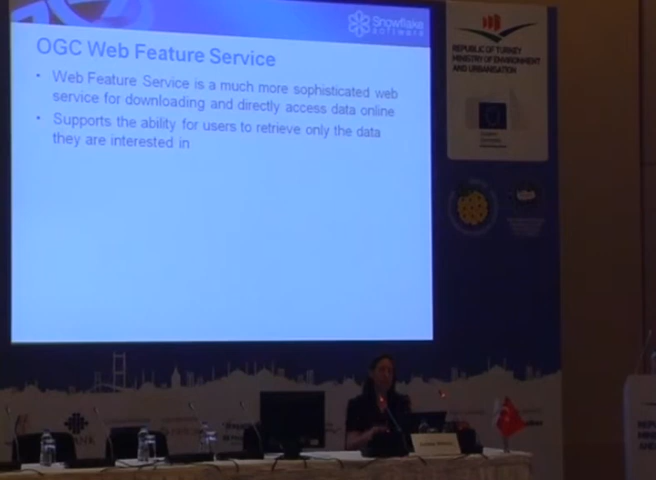 Snowflake
software
OGC Web Feature Service
• Web Feature Service is a much more sophisticated web
service for downloading and directly access data online
• Supports the ability for users to retrieve only the data
they are interested in
REPUBLIC OF TURKEY
MINISTRY OF ENVIRONMENT
AND URBANISATION